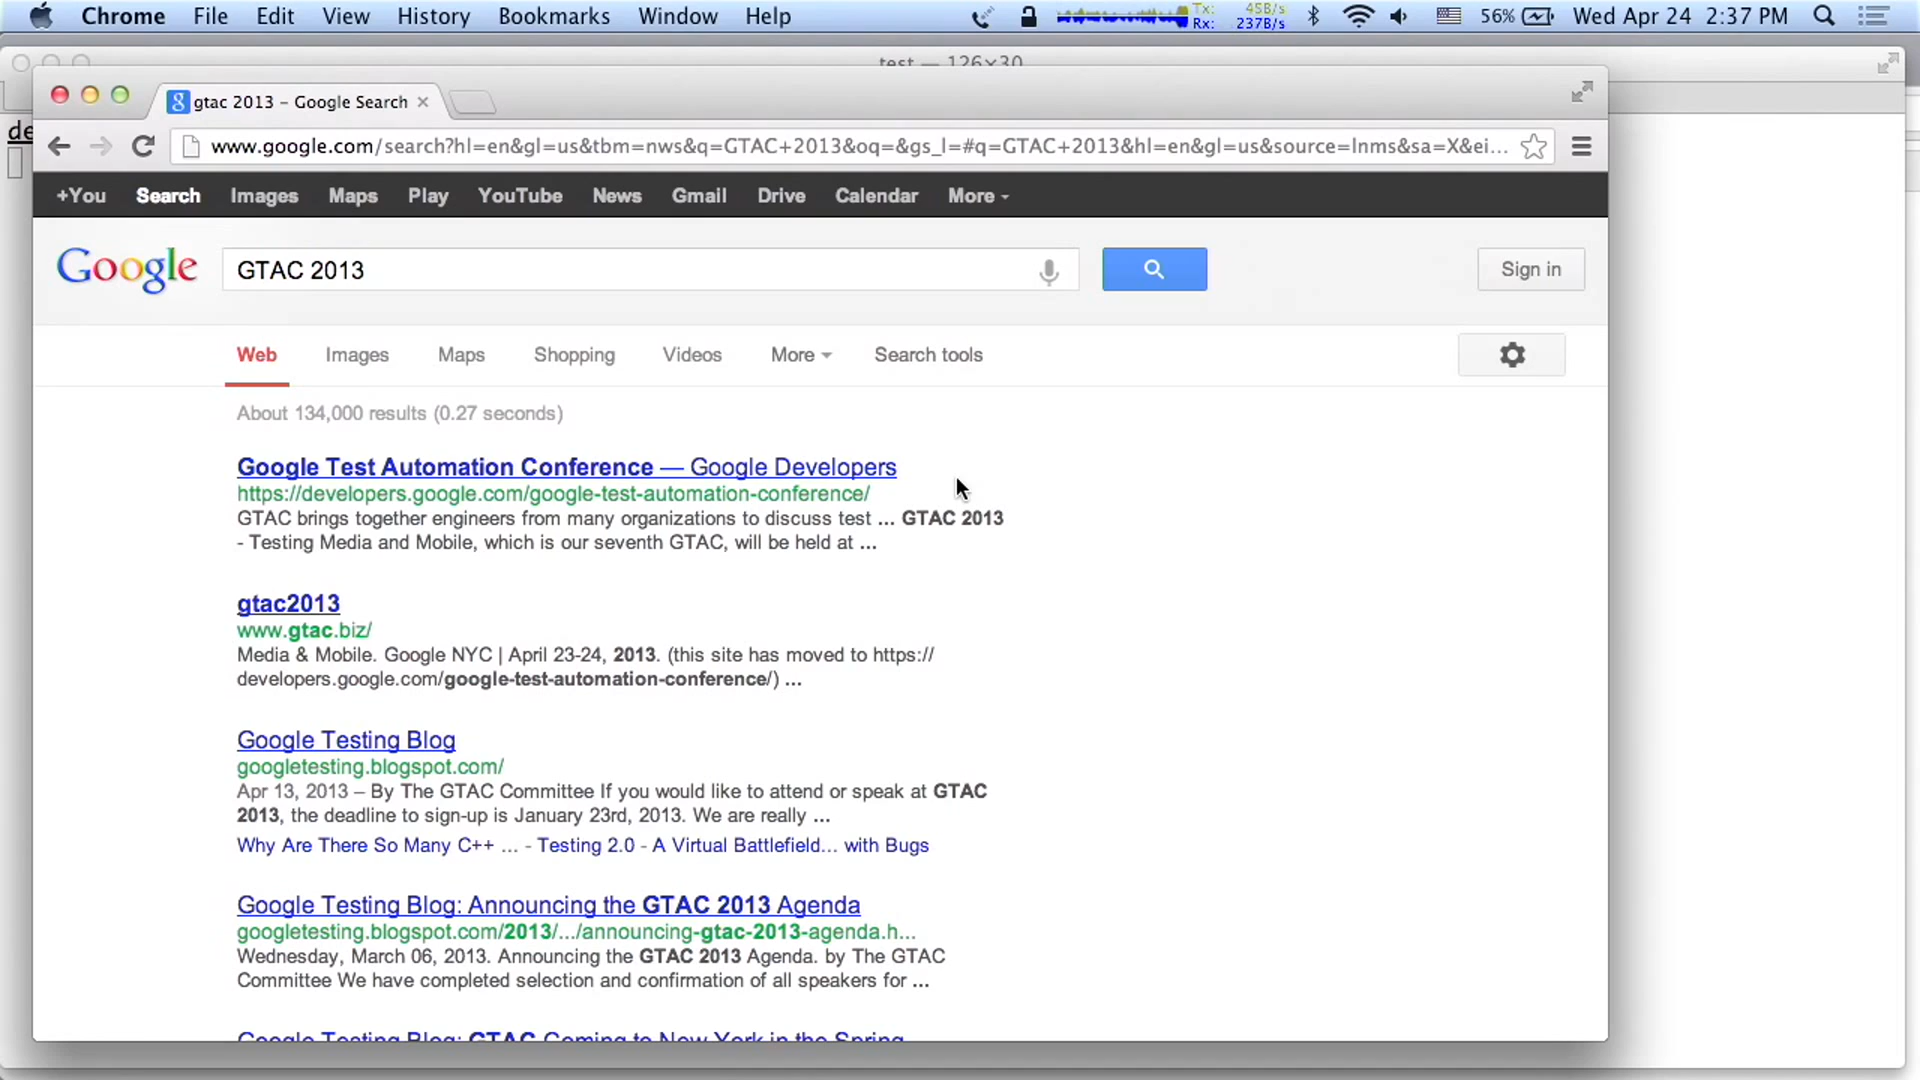 Chrome File Edit View History Bookmarks Window Help Tx: 45B/s Rx: 237B/s 56% Wed Apr 24 2:37 PM
test — 126×30
gtac 2013 – Google Search
de
www.google.com/search?hl=en&gl=us&tbm=nws&q=GTAC+2013&oq=&gs_l=#q=GTAC+2013&hl=en&gl=us&source=lnms&sa=X&ei...
+You Search Images Maps Play YouTube News Gmail Drive Calendar More
Google GTAC 2013 Sign in
Web Images Maps Shopping Videos More Search tools
About 134,000 results (0.27 seconds)
Google Test Automation Conference — Google Developers
https://developers.google.com/google-test-automation-conference/
GTAC brings together engineers from many organizations to discuss test ... GTAC 2013
- Testing Media and Mobile, which is our seventh GTAC, will be held at ...
gtac2013
www.gtac.biz/
Media & Mobile. Google NYC | April 23-24, 2013. (this site has moved to https://
developers.google.com/google-test-automation-conference/) ...
Google Testing Blog
googletesting.blogspot.com/
Apr 13, 2013 – By The GTAC Committee If you would like to attend or speak at GTAC
2013, the deadline to sign-up is January 23rd, 2013. We are really ...
Why Are There So Many C++ ... - Testing 2.0 - A Virtual Battlefield... with Bugs
Google Testing Blog: Announcing the GTAC 2013 Agenda
googletesting.blogspot.com/2013/.../announcing-gtac-2013-agenda.h...
Wednesday, March 06, 2013. Announcing the GTAC 2013 Agenda. by The GTAC
Committee We have completed selection and confirmation of all speakers for ...
Google Testing Blog: GTAC Coming to New York in the Spring